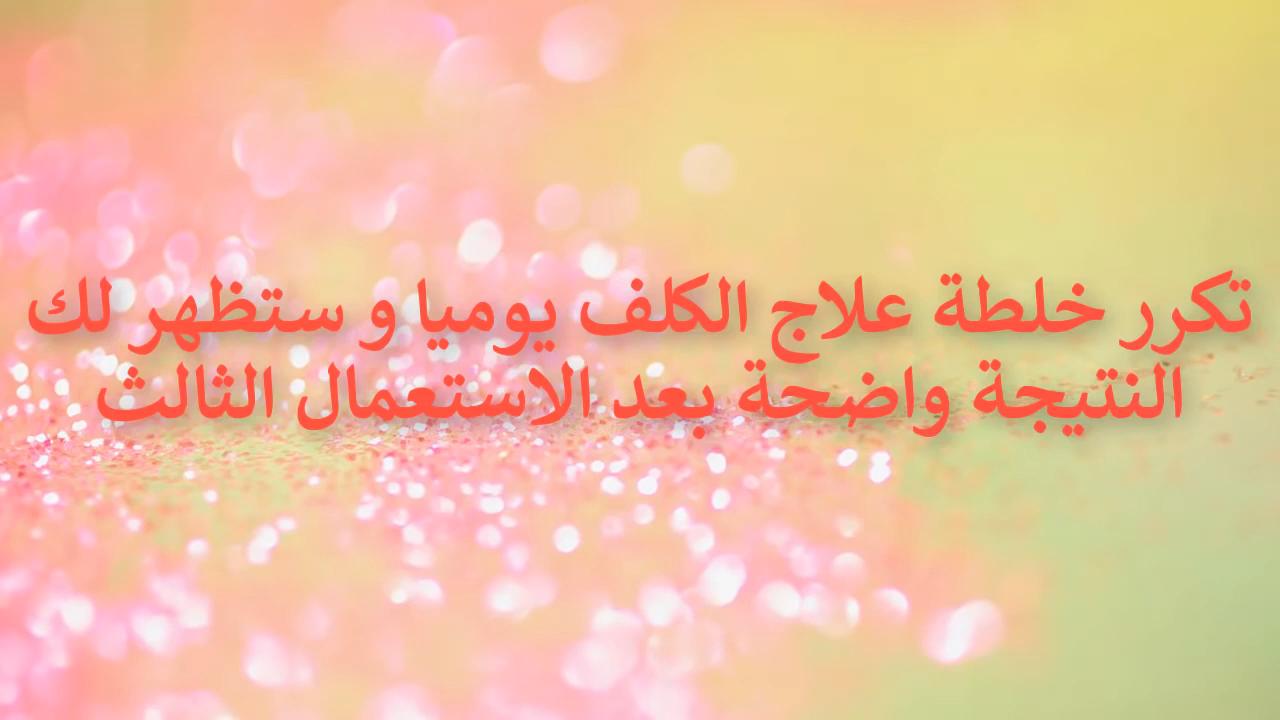 تكرر خلطة علاج الكلف يوميا و ستظهر لك
النتيجة واضحة بعد الاستعمال الثالث